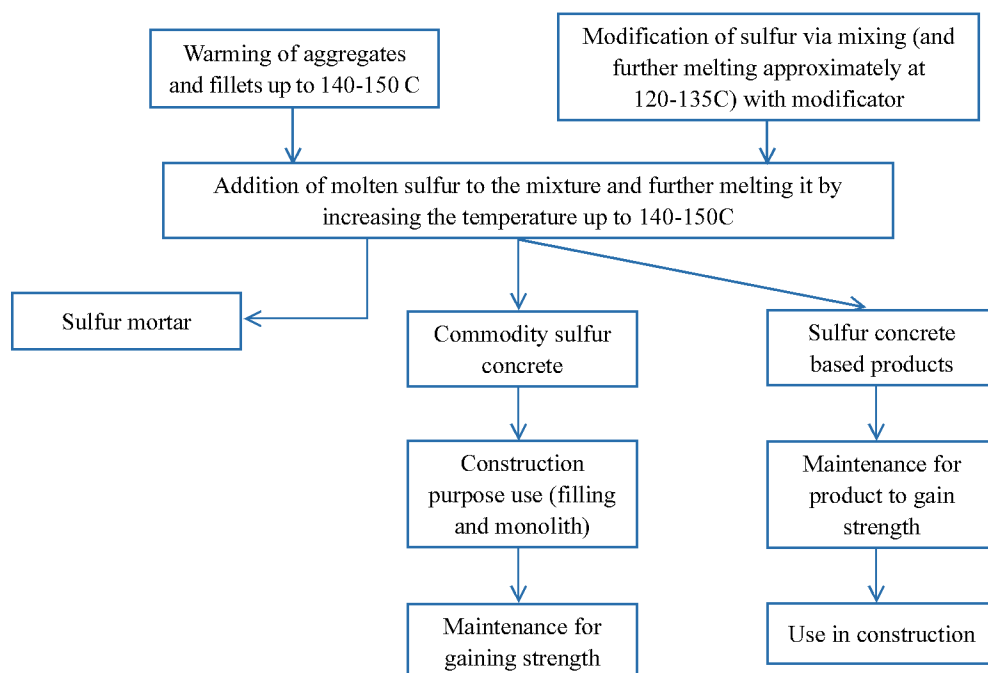 Warming of aggregates
and fillets up to 140-150 C
Modification of sulfur via mixing (and
further melting approximately at
120-135C) with modificator
Addition of molten sulfur to the mixture and further melting it by
increasing the temperature up to 140-150C
Sulfur mortar
Commodity sulfur
concrete
Sulfur concrete
based products
Construction
purpose use (filling
and monolith)
Maintenance for
product to gain
strength
Maintenance for
gaining strength
Use in construction